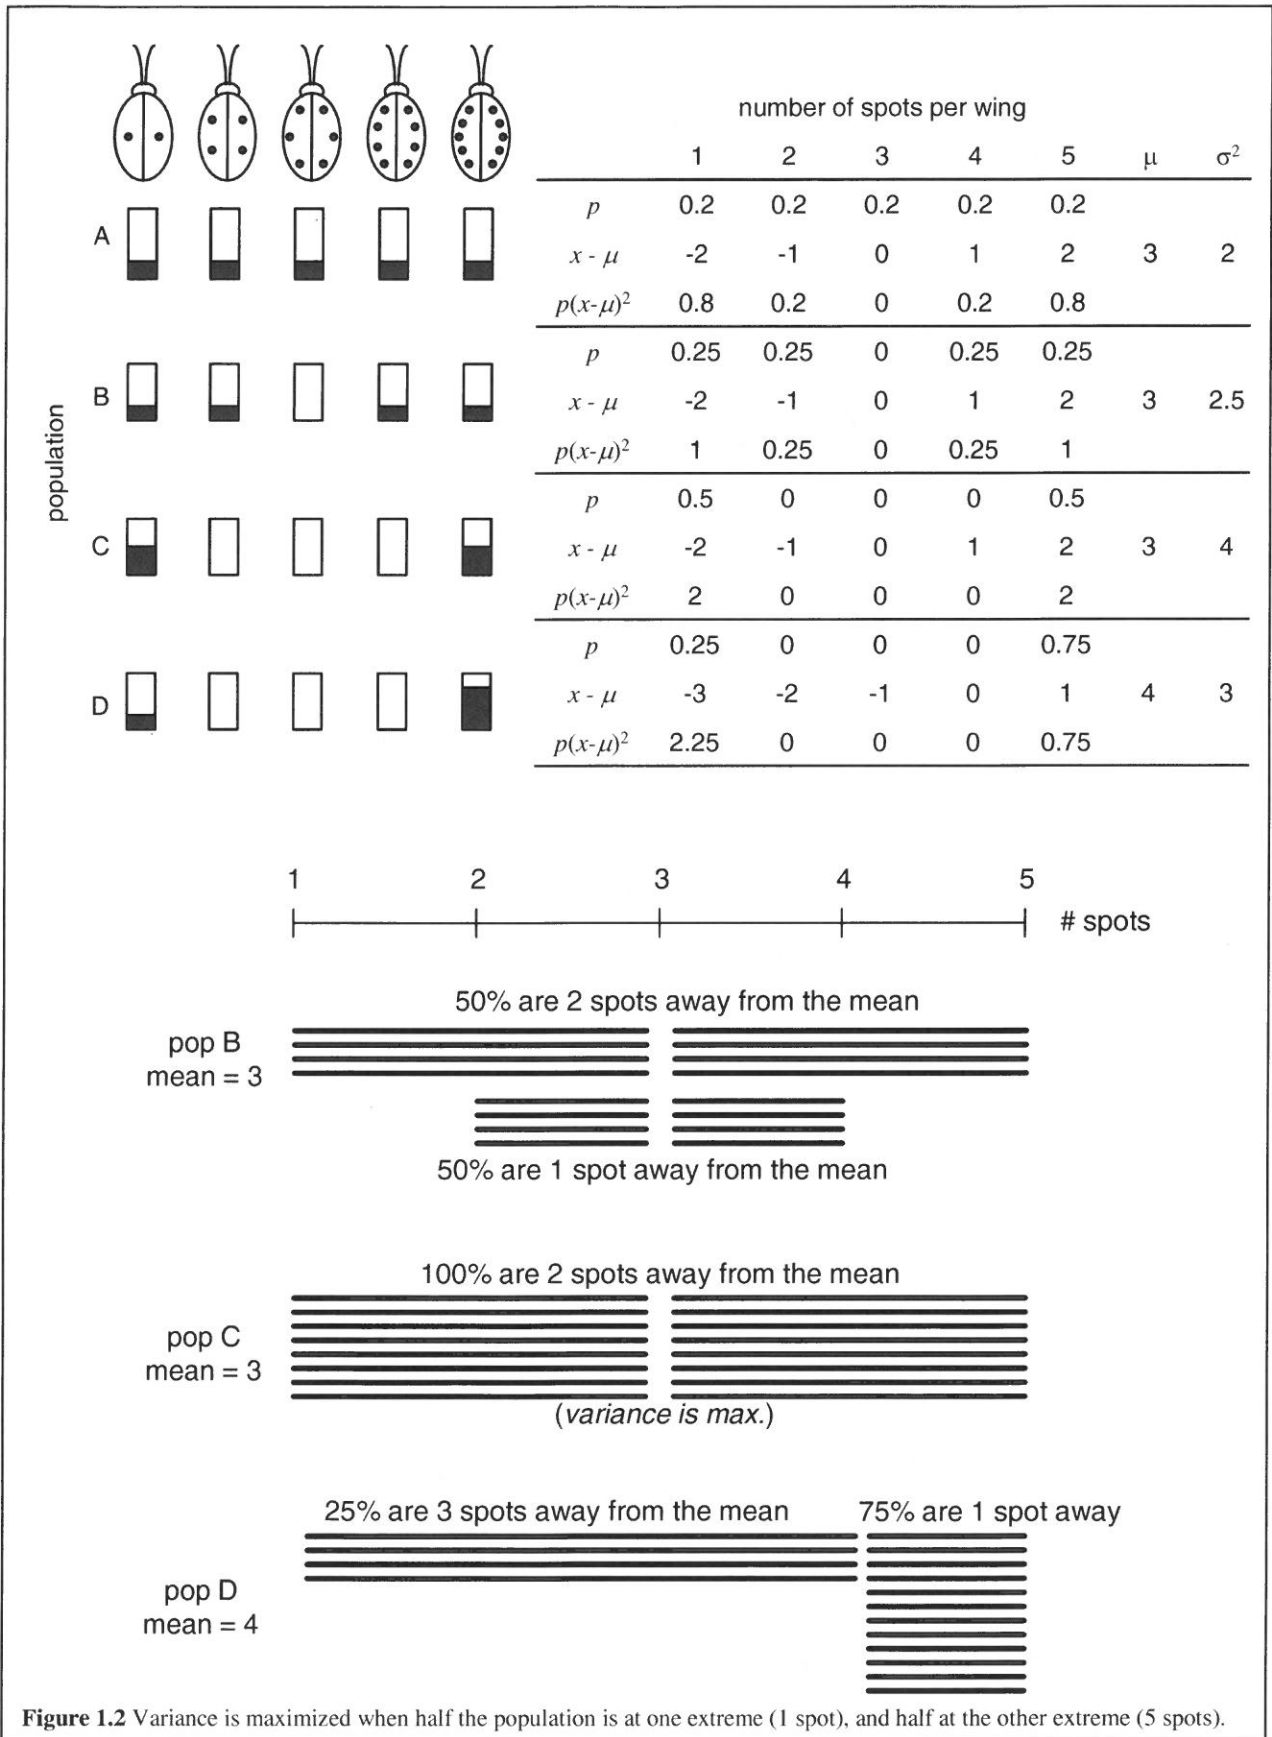 number of spots per wing
1 2 3 4 5 μ σ²
p 0.2 0.2 0.2 0.2 0.2
A x - μ -2 -1 0 1 2 3 2
p(x-μ)² 0.8 0.2 0 0.2 0.8
p 0.25 0.25 0 0.25 0.25
B x - μ -2 -1 0 1 2 3 2.5
p(x-μ)² 1 0.25 0 0.25 1
population
p 0.5 0 0 0 0.5
C x - μ -2 -1 0 1 2 3 4
p(x-μ)² 2 0 0 0 2
p 0.25 0 0 0 0.75
D x - μ -3 -2 -1 0 1 4 3
p(x-μ)² 2.25 0 0 0 0.75
1 2 3 4 5
# spots
50% are 2 spots away from the mean
pop B
mean = 3
50% are 1 spot away from the mean
100% are 2 spots away from the mean
pop C
mean = 3
(variance is max.)
25% are 3 spots away from the mean 75% are 1 spot away
pop D
mean = 4
Figure 1.2 Variance is maximized when half the population is at one extreme (1 spot), and half at the other extreme (5 spots).